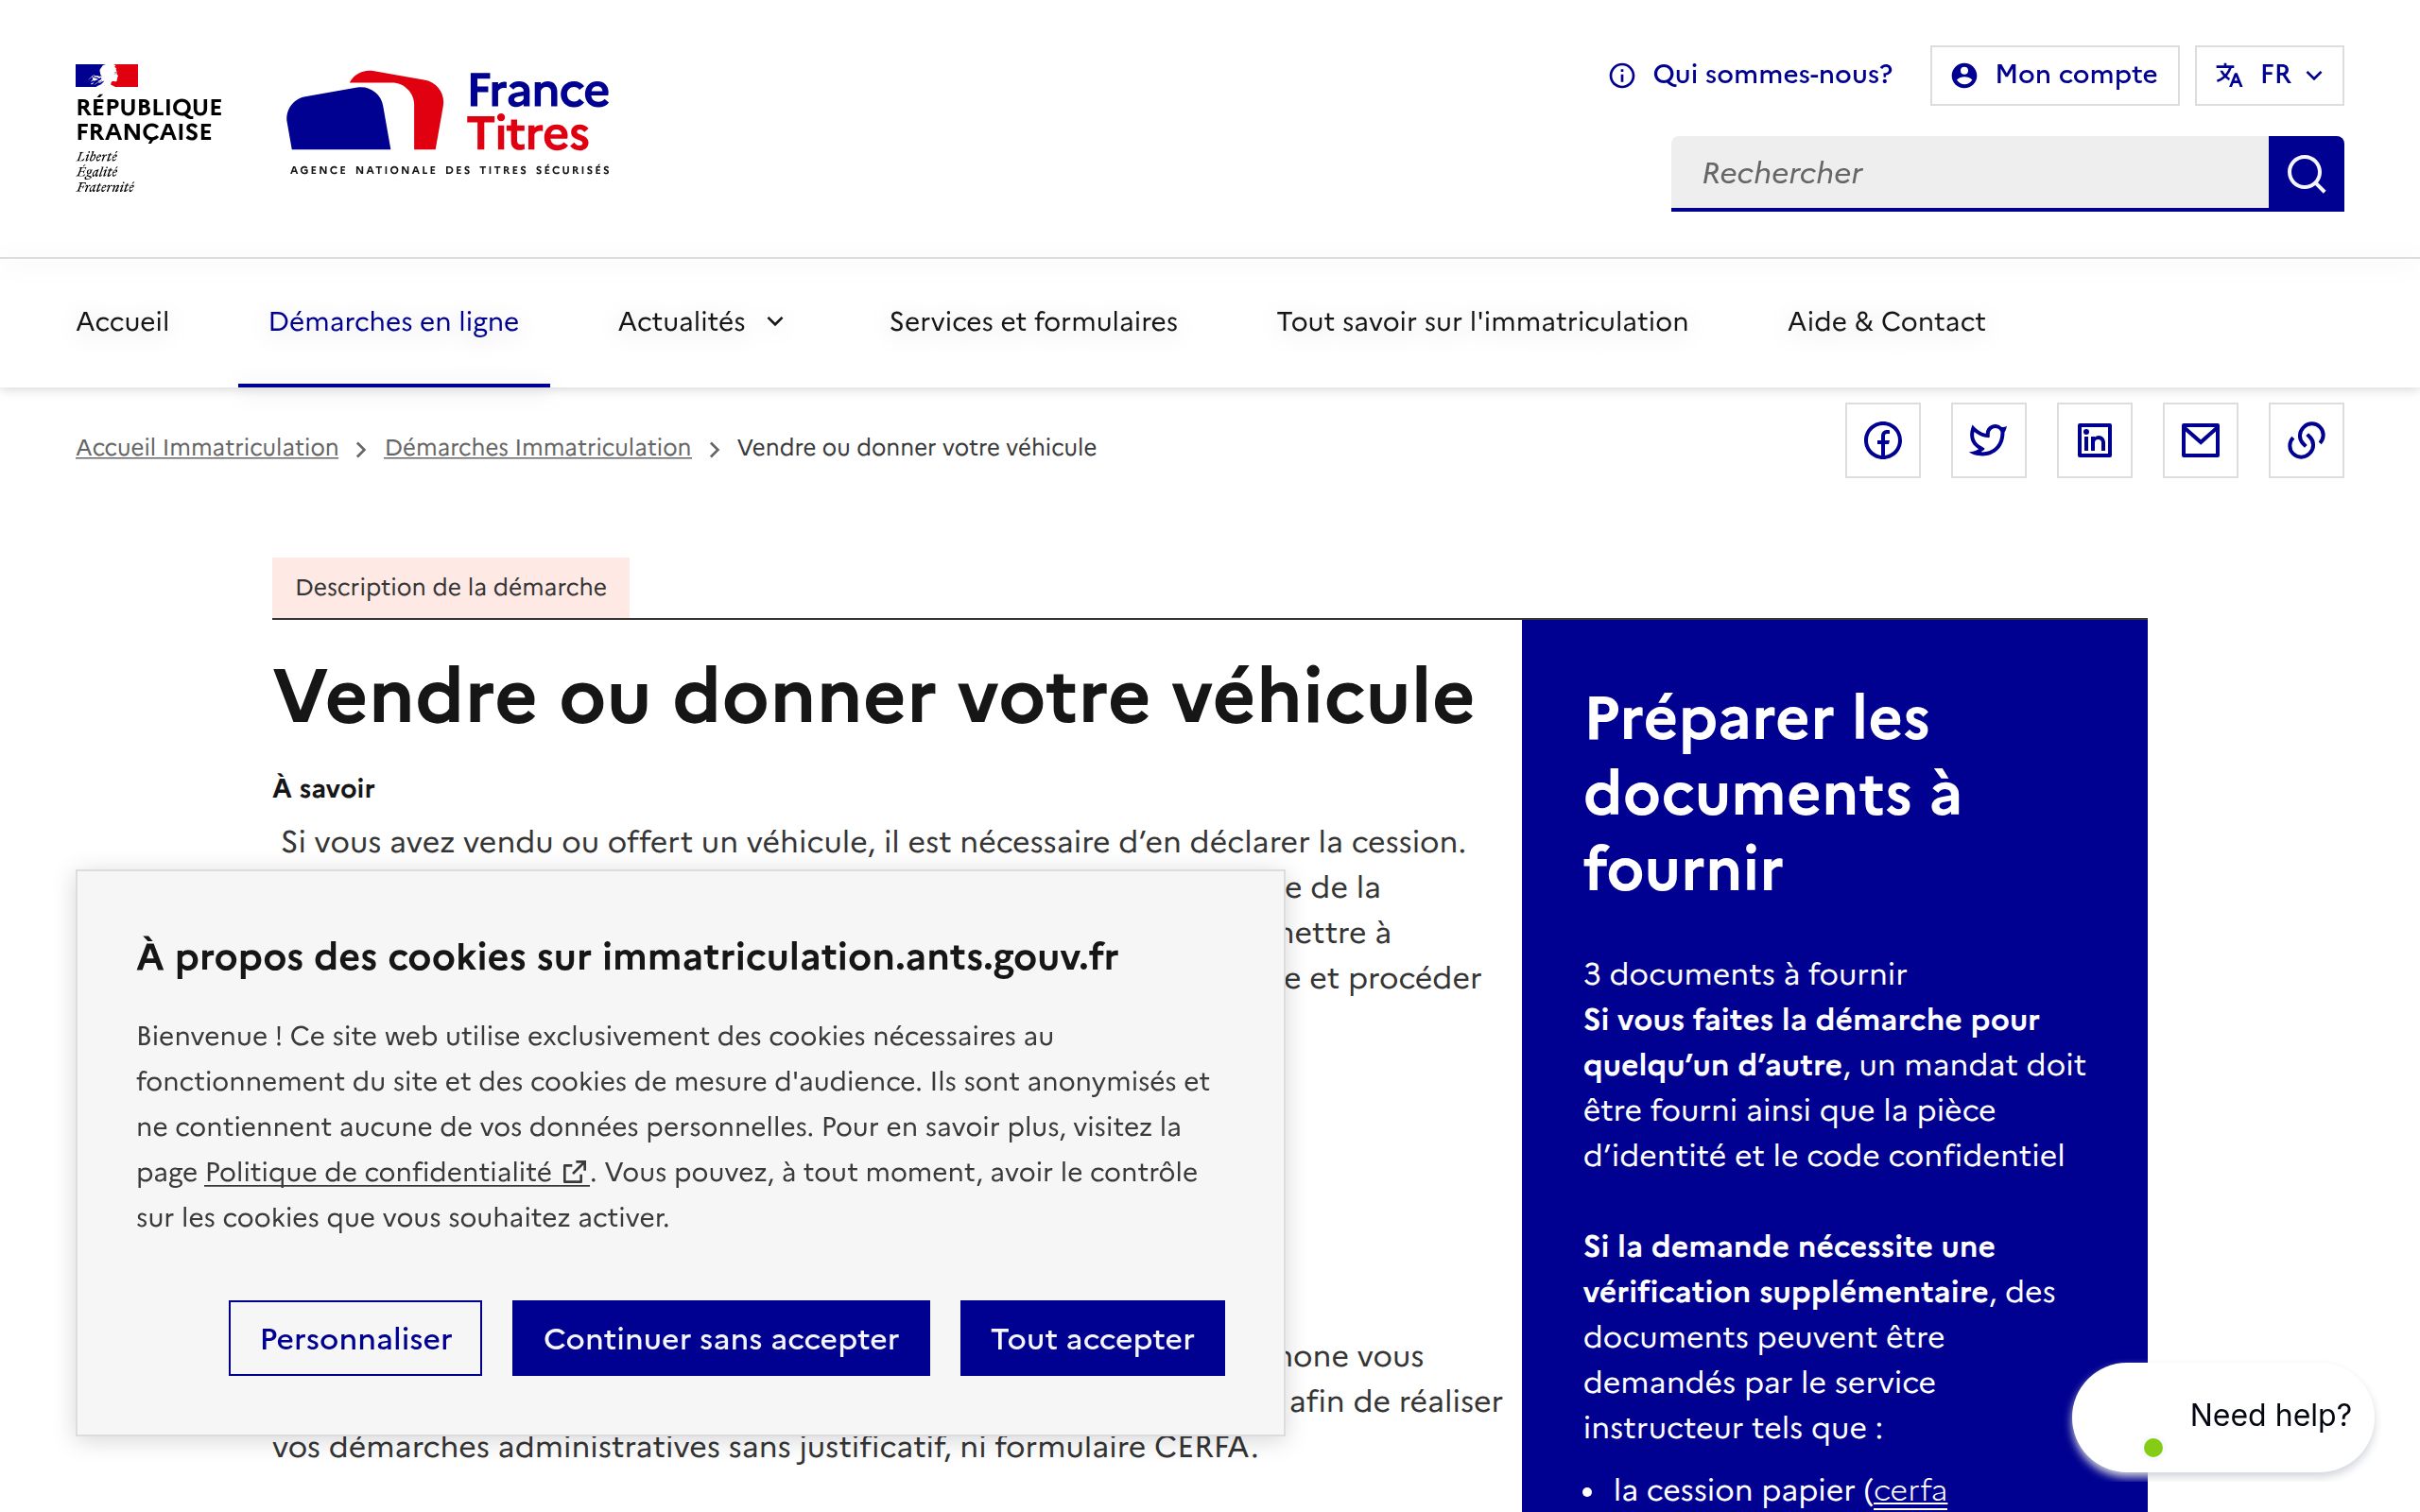 RÉPUBLIQUE
FRANÇAISE
Liberté
Égalité
Fraternité
France
Titres
AGENCE NATIONALE DES TITRES SÉCURISÉS
Qui sommes-nous?
Mon compte
FR
Rechercher
Accueil
Démarches en ligne
Actualités
Services et formulaires
Tout savoir sur l'immatriculation
Aide & Contact
Accueil Immatriculation
Démarches Immatriculation
Vendre ou donner votre véhicule
Description de la démarche
Vendre ou donner votre véhicule
À savoir
Si vous avez vendu ou offert un véhicule, il est nécessaire d’en déclarer la cession.
e de la
ettre à
e et procéder
one vous
afin de réaliser
vos démarches administratives sans justificatif, ni formulaire CERFA.
À propos des cookies sur immatriculation.ants.gouv.fr
Bienvenue ! Ce site web utilise exclusivement des cookies nécessaires au
fonctionnement du site et des cookies de mesure d'audience. Ils sont anonymisés et
ne contiennent aucune de vos données personnelles. Pour en savoir plus, visitez la
page Politique de confidentialité . Vous pouvez, à tout moment, avoir le contrôle
sur les cookies que vous souhaitez activer.
Personnaliser
Continuer sans accepter
Tout accepter
Préparer les
documents à
fournir
3 documents à fournir
Si vous faites la démarche pour
quelqu’un d’autre, un mandat doit
être fourni ainsi que la pièce
d’identité et le code confidentiel
Si la demande nécessite une
vérification supplémentaire, des
documents peuvent être
demandés par le service
instructeur tels que :
• la cession papier (cerfa
Need help?